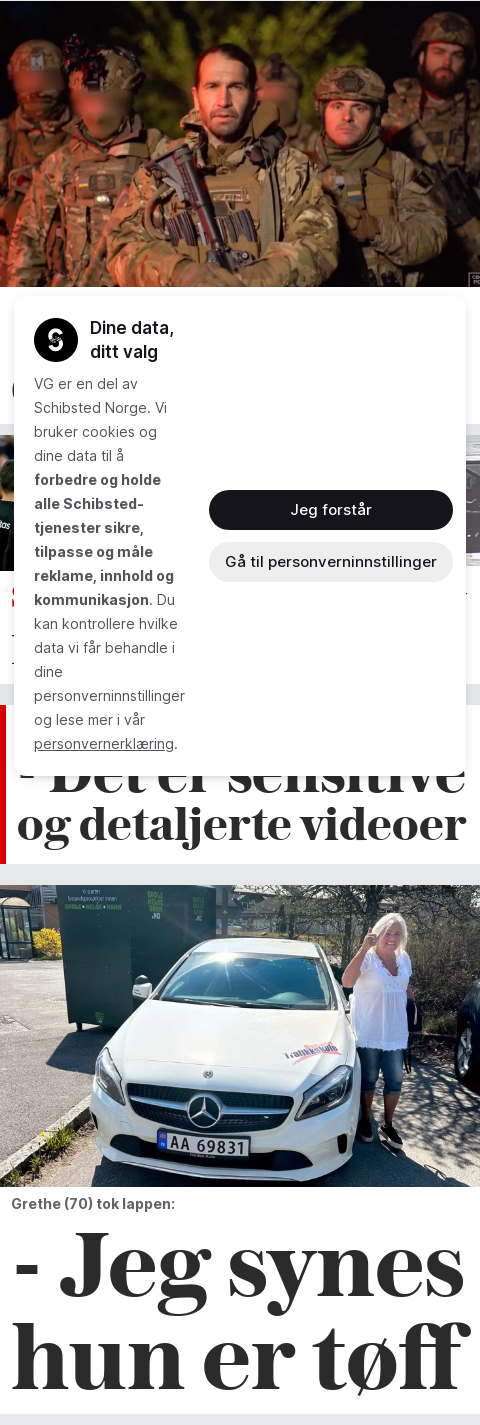 Dine data,
ditt valg
VG er en del av
Schibsted Norge. Vi
bruker cookies og
dine data til å
forbedre og holde
alle Schibsted-
tjenester sikre,
tilpasse og måle
reklame, innhold og
kommunikasjon. Du
kan kontrollere hvilke
data vi får behandle i
dine
personverninnstillinger
og lese mer i vår
personvernerklæring.
Jeg forstår
Gå til personverninnstillinger
- Det er sensitive
og detaljerte videoer
Trafikkskole
AA 69831
Grethe (70) tok lappen:
- Jeg synes
hun er tøff